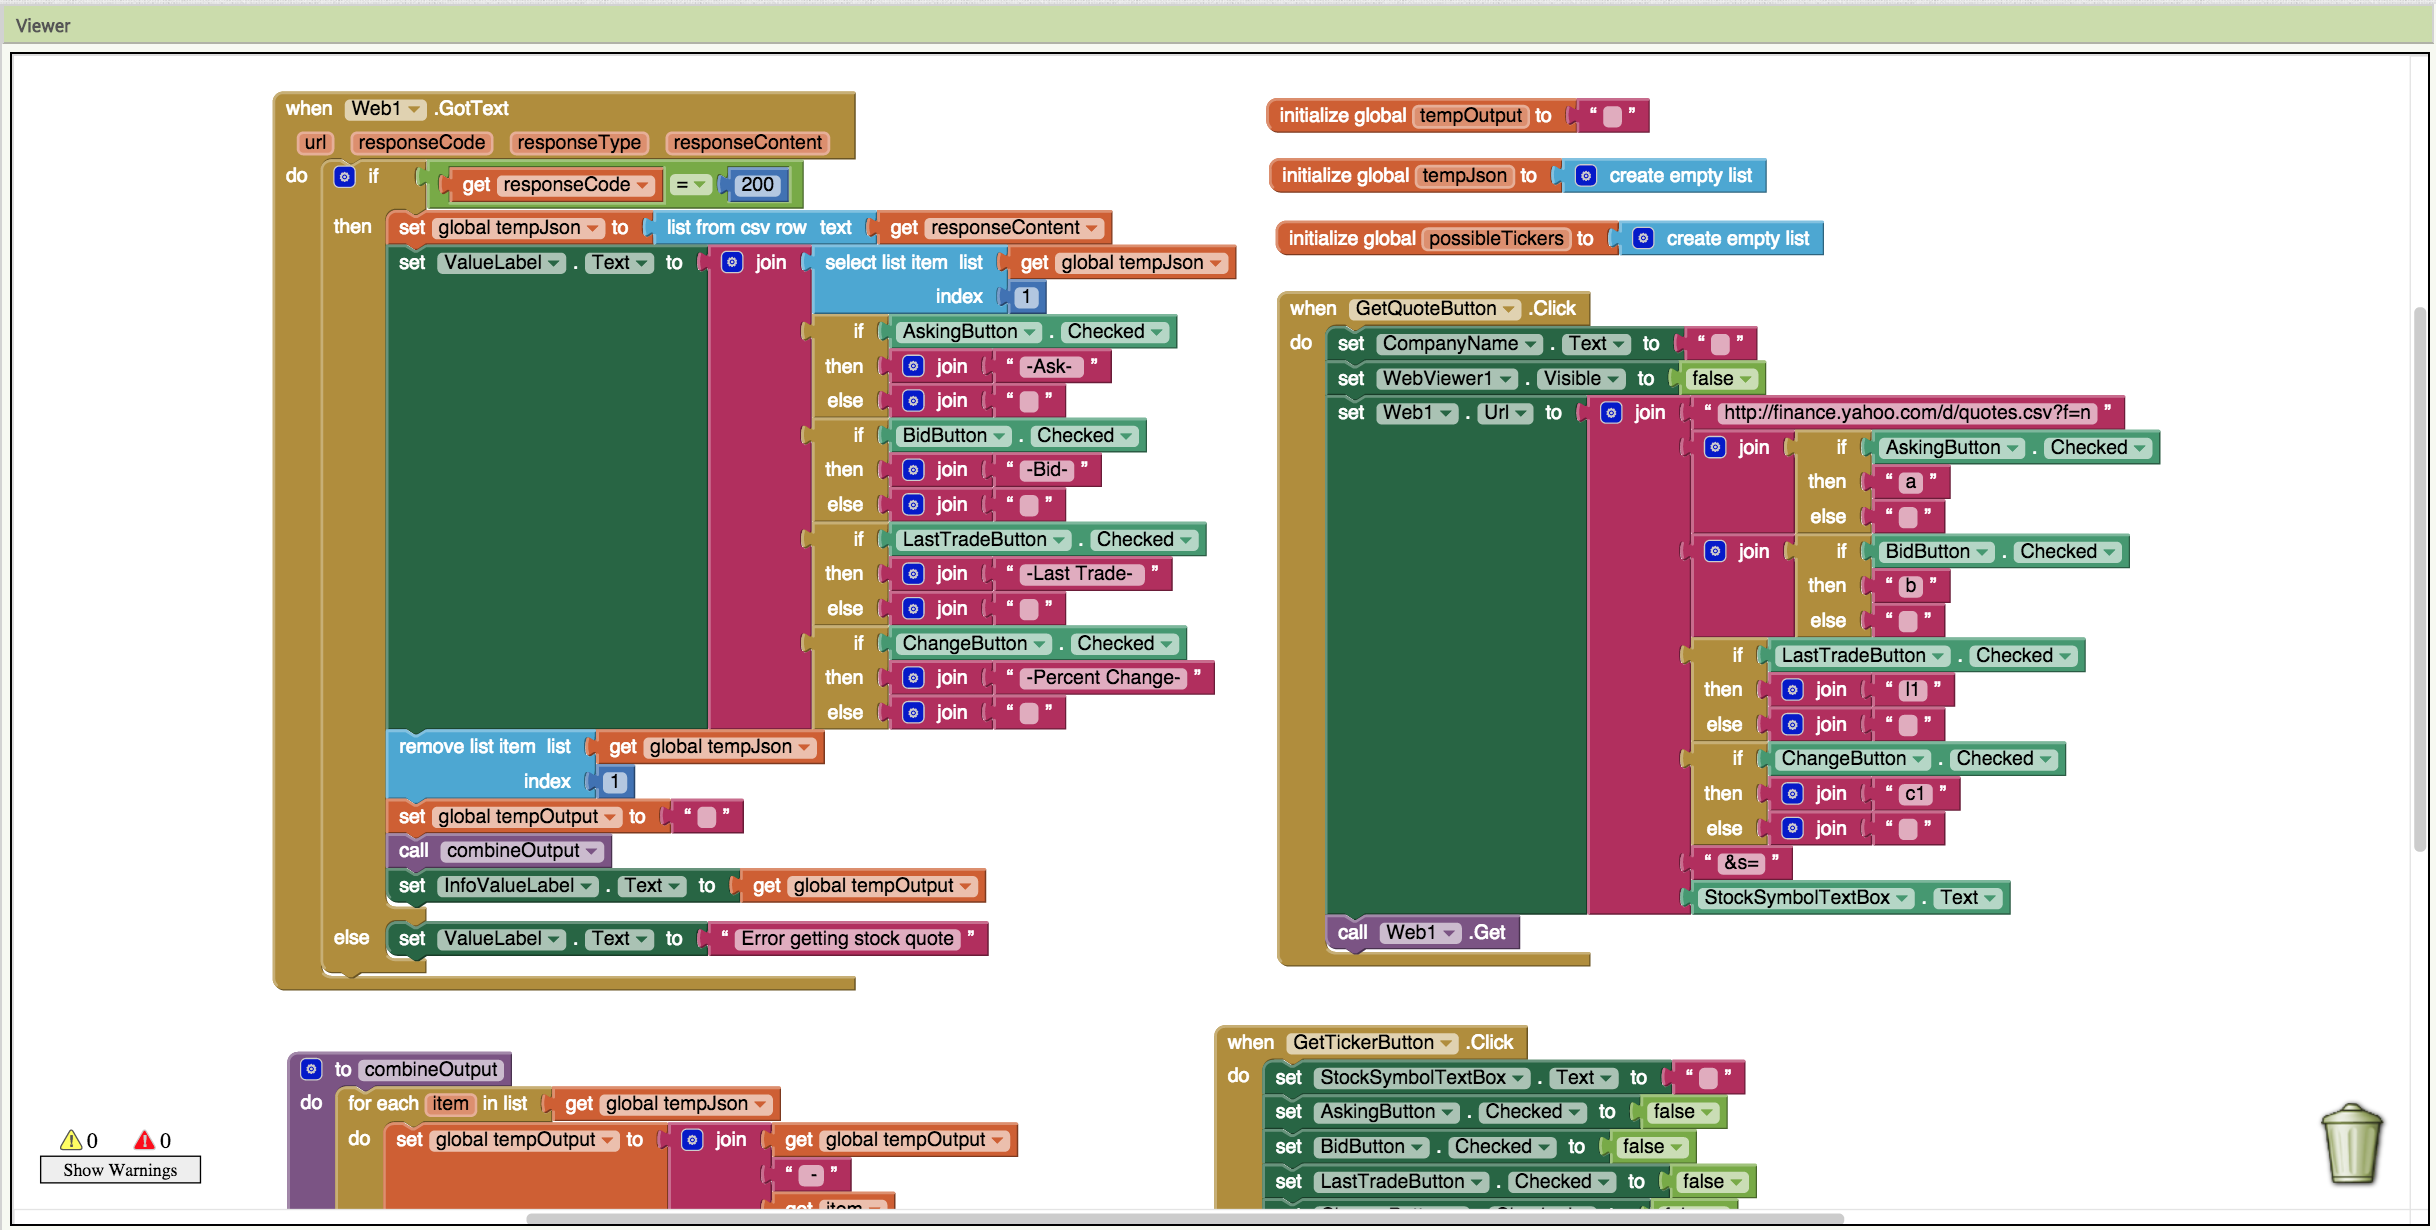 Viewer
when Web1 .GotText
url responseCode responseType responseContent
do if get responseCode = 200
then set global tempJson to list from csv row text get responseContent
set ValueLabel . Text to join select list item list get global tempJson
index 1
if AskingButton . Checked
then join “ -Ask- ”
else join “ ”
if BidButton . Checked
then join “ -Bid- ”
else join “ ”
if LastTradeButton . Checked
then join “ -Last Trade- ”
else join “ ”
if ChangeButton . Checked
then join “ -Percent Change- ”
else join “ ”
remove list item list get global tempJson
index 1
set global tempOutput to “ ”
call combineOutput
set InfoValueLabel . Text to get global tempOutput
else set ValueLabel . Text to “ Error getting stock quote ”
initialize global tempOutput to “ ”
initialize global tempJson to create empty list
initialize global possibleTickers to create empty list
when GetQuoteButton .Click
do set CompanyName . Text to “ ”
set WebViewer1 . Visible to false
set Web1 . Url to join “ http://finance.yahoo.com/d/quotes.csv?f=n ”
join if AskingButton . Checked
then “ a ”
else “ ”
join if BidButton . Checked
then “ b ”
else “ ”
if LastTradeButton . Checked
then join “ l1 ”
else join “ ”
if ChangeButton . Checked
then join “ c1 ”
else join “ ”
“ &s= ”
StockSymbolTextBox . Text
call Web1 .Get
to combineOutput
do for each item in list get global tempJson
do set global tempOutput to join get global tempOutput
“ - ”
get item
when GetTickerButton .Click
do set StockSymbolTextBox . Text to “ ”
set AskingButton . Checked to false
set BidButton . Checked to false
set LastTradeButton . Checked to false
0 0
Show Warnings